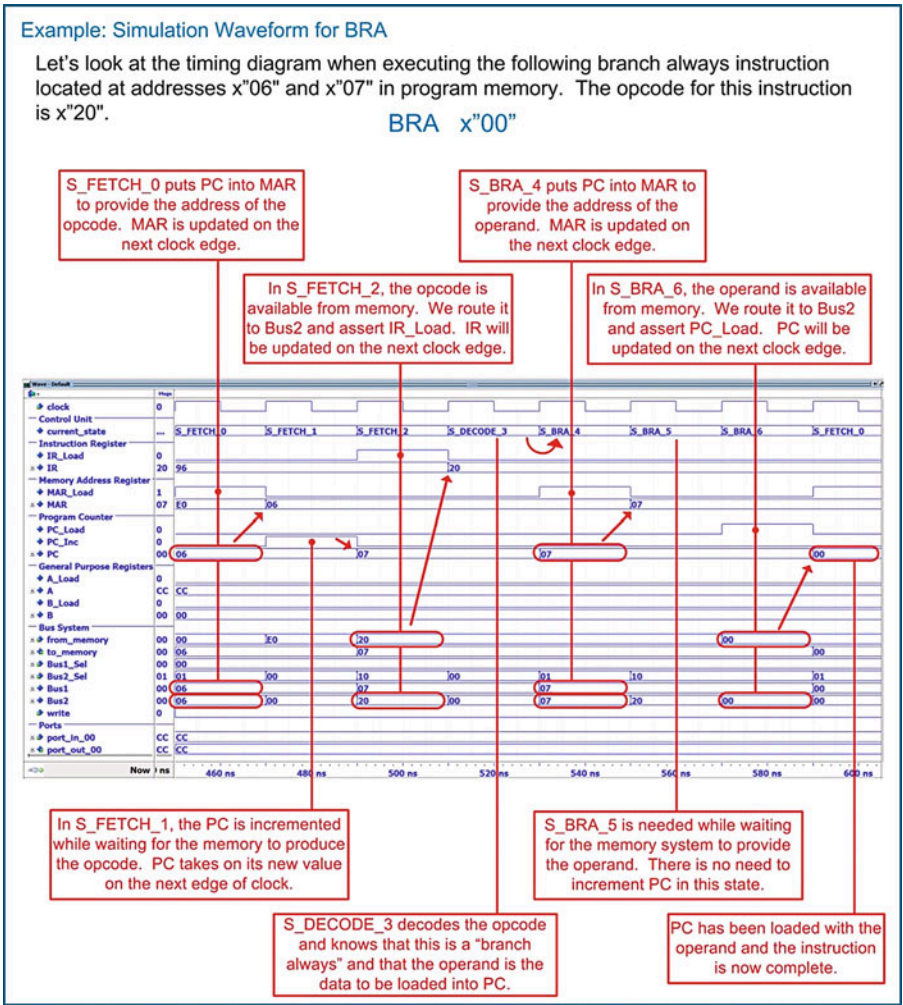 Example: Simulation Waveform for BRA
Let's look at the timing diagram when executing the following branch always instruction
located at addresses x"06" and x"07" in program memory. The opcode for this instruction
is x"20".
BRA x"00"
S_FETCH_0 puts PC into MAR
to provide the address of the
opcode. MAR is updated on the
next clock edge.
S_BRA_4 puts PC into MAR to
provide the address of the
operand. MAR is updated on
the next clock edge.
In S_FETCH_2, the opcode is
available from memory. We route it
to Bus2 and assert IR_Load. IR will
be updated on the next clock edge.
In S_BRA_6, the operand is available
from memory. We route it to Bus2
and assert PC_Load. PC will be
updated on the next clock edge.
Wave - Default
Msgs
clock 0
Control Unit
current_state ... S_FETCH_0 S_FETCH_1 S_FETCH_2 S_DECODE_3 S_BRA_4 S_BRA_5 S_BRA_6 S_FETCH_0
Instruction Register
IR_Load 0
IR 20 96 20
Memory Address Register
MAR_Load 1
MAR 07 E0 06 07
Program Counter
PC_Load 0
PC_Inc 0
PC 00 06 07 07 00
General Purpose Registers
A_Load 0
A CC CC
B_Load 0
B 00 00
Bus System
from_memory 00 00 E0 20 00
to_memory 00 06 07 00
Bus1_Sel 00 00
Bus2_Sel 01 01 00 10 00 01 10 01
Bus1 00 06 07 07 00
Bus2 00 06 00 20 00 07 20 00 00
write 0
Ports
port_in_00 CC CC
port_out_00 CC CC
Now ns 460 ns 480 ns 500 ns 520 ns 540 ns 560 ns 580 ns 600 ns
In S_FETCH_1, the PC is incremented
while waiting for the memory to produce
the opcode. PC takes on its new value
on the next edge of clock.
S_BRA_5 is needed while waiting
for the memory system to provide
the operand. There is no need to
increment PC in this state.
S_DECODE_3 decodes the opcode
and knows that this is a "branch
always" and that the operand is the
data to be loaded into PC.
PC has been loaded with the
operand and the instruction
is now complete.